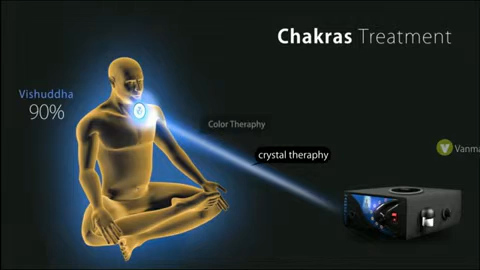 Chakras Treatment
Vishuddha
90%
Color Theraphy
crystal theraphy
Vanma